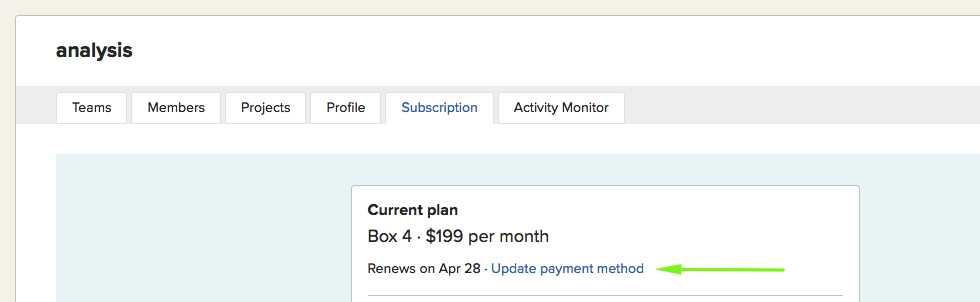 analysis
Teams Members Projects Profile Subscription Activity Monitor
Current plan
Box 4 · $199 per month
Renews on Apr 28 · Update payment method